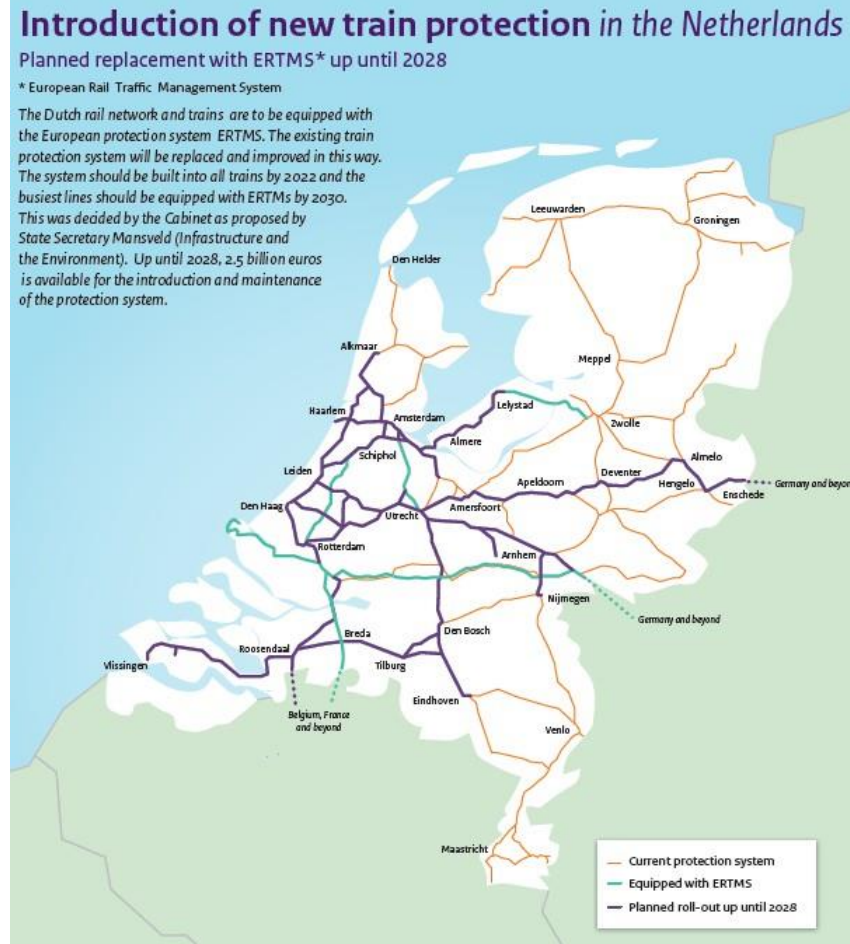 Introduction of new train protection in the Netherlands
Planned replacement with ERTMS* up until 2028
* European Rail Traffic Management System
The Dutch rail network and trains are to be equipped with
the European protection system ERTMS. The existing train
protection system will be replaced and improved in this way.
The system should be built into all trains by 2022 and the
busiest lines should be equipped with ERTMs by 2030.
This was decided by the Cabinet as proposed by
State Secretary Mansveld (Infrastructure and
the Environment). Up until 2028, 2.5 billion euros
is available for the introduction and maintenance
of the protection system.
Leeuwarden
Groningen
Den Helder
Alkmaar
Meppel
Haarlem
Amsterdam
Lelystad
Zwolle
Almere
Schiphol
Leiden
Almelo
Deventer
Apeldoorn
Hengelo
Germany and beyond
Enschede
Den Haag
Utrecht
Amersfoort
Rotterdam
Arnhem
Nijmegen
Germany and beyond
Breda
Den Bosch
Roosendaal
Vlissingen
Tilburg
Eindhoven
Belgium, France
and beyond
Venlo
Maastricht
Current protection system
Equipped with ERTMS
Planned roll-out up until 2028